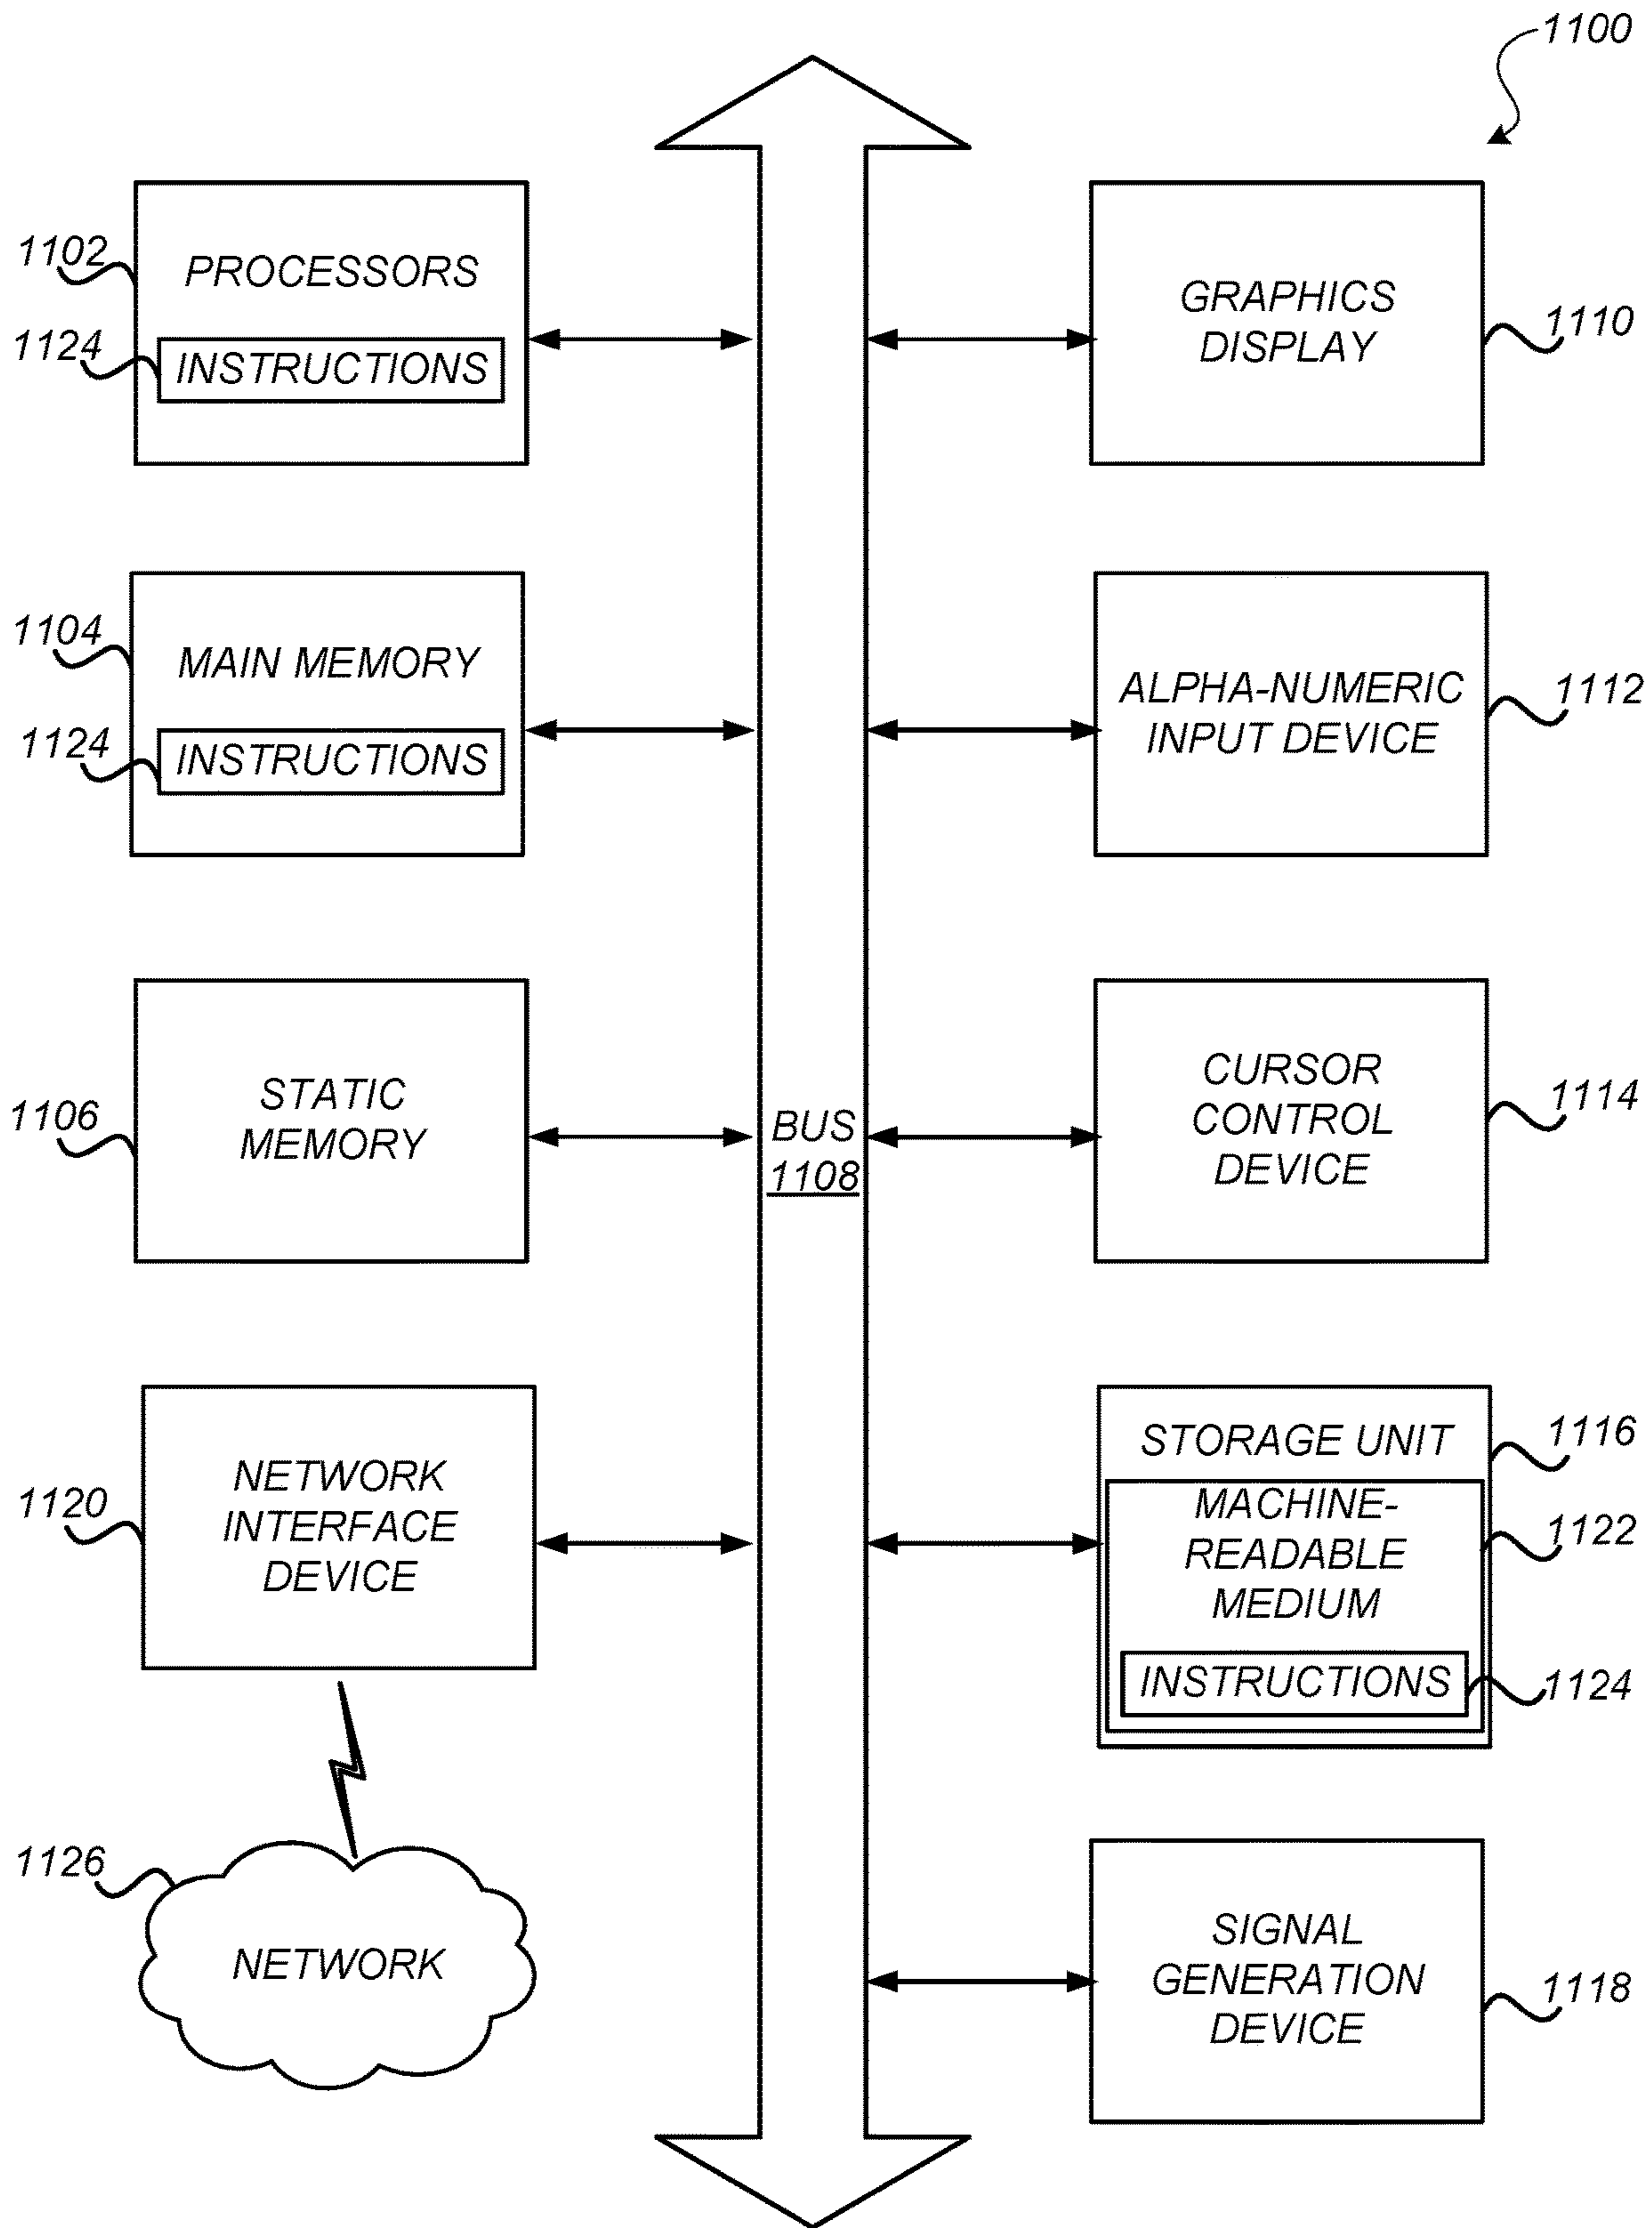 1100
1102
PROCESSORS
1124
INSTRUCTIONS
GRAPHICS
DISPLAY
1110
1104
MAIN MEMORY
1124
INSTRUCTIONS
ALPHA-NUMERIC
INPUT DEVICE
1112
1106
STATIC
MEMORY
BUS
1108
CURSOR
CONTROL
DEVICE
1114
1120
NETWORK
INTERFACE
DEVICE
STORAGE UNIT
1116
MACHINE-
READABLE
MEDIUM
1122
INSTRUCTIONS
1124
1126
NETWORK
SIGNAL
GENERATION
DEVICE
1118